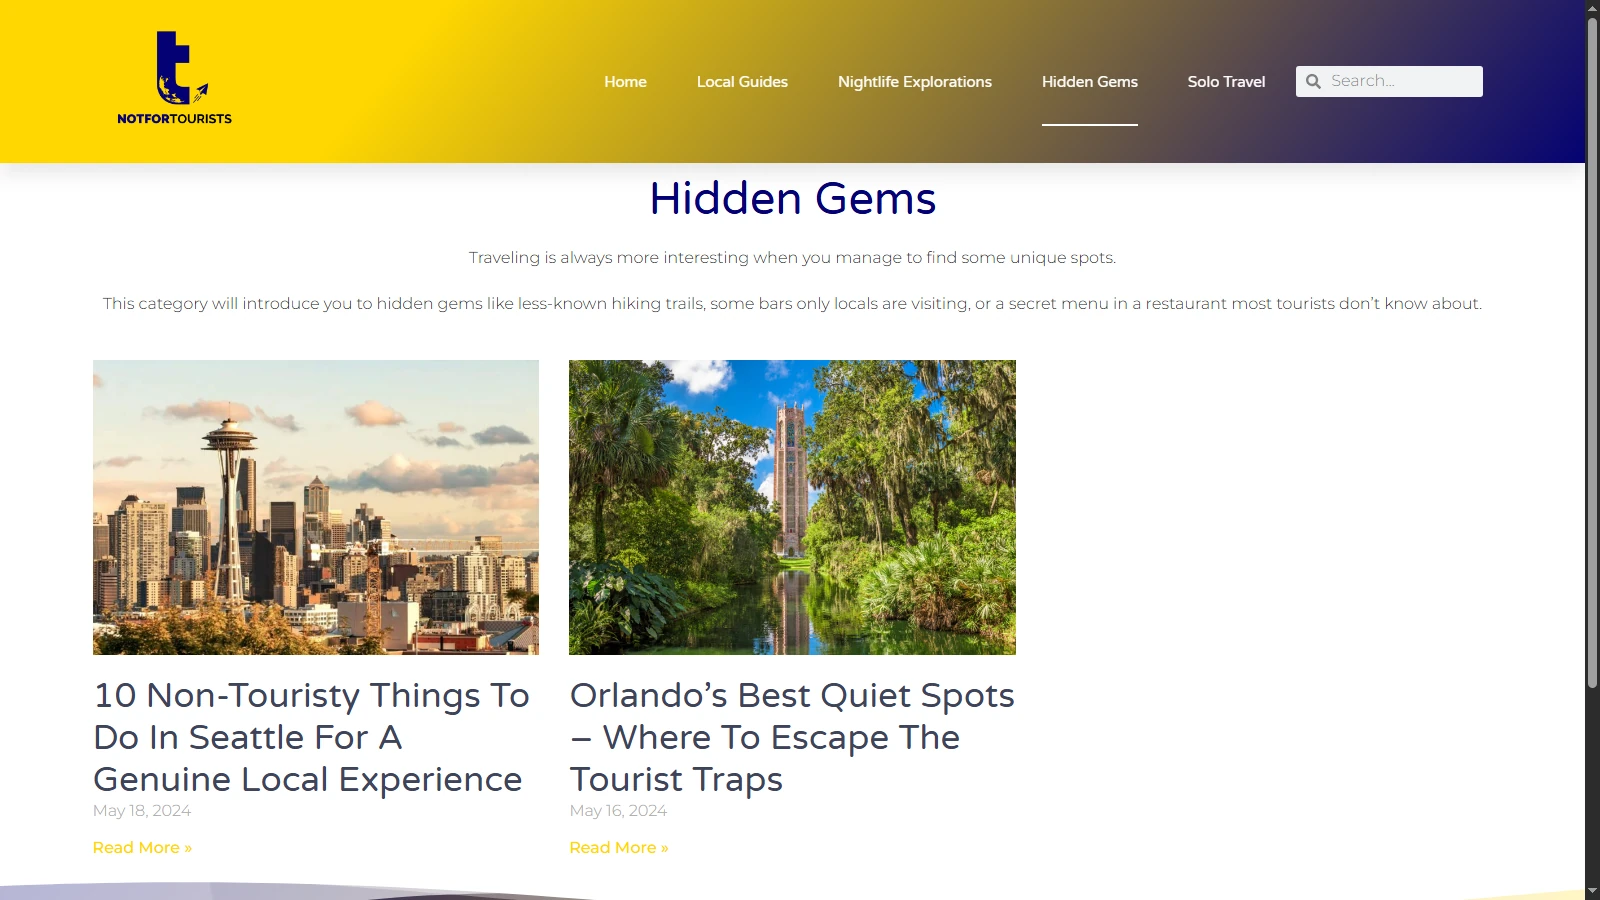 NOTFORTOURISTS
Home
Local Guides
Nightlife Explorations
Hidden Gems
Solo Travel
Search...
Hidden Gems
Traveling is always more interesting when you manage to find some unique spots.
This category will introduce you to hidden gems like less-known hiking trails, some bars only locals are visiting, or a secret menu in a restaurant most tourists don’t know about.
10 Non-Touristy Things To
Do In Seattle For A
Genuine Local Experience
May 18, 2024
Read More »
Orlando’s Best Quiet Spots
– Where To Escape The
Tourist Traps
May 16, 2024
Read More »